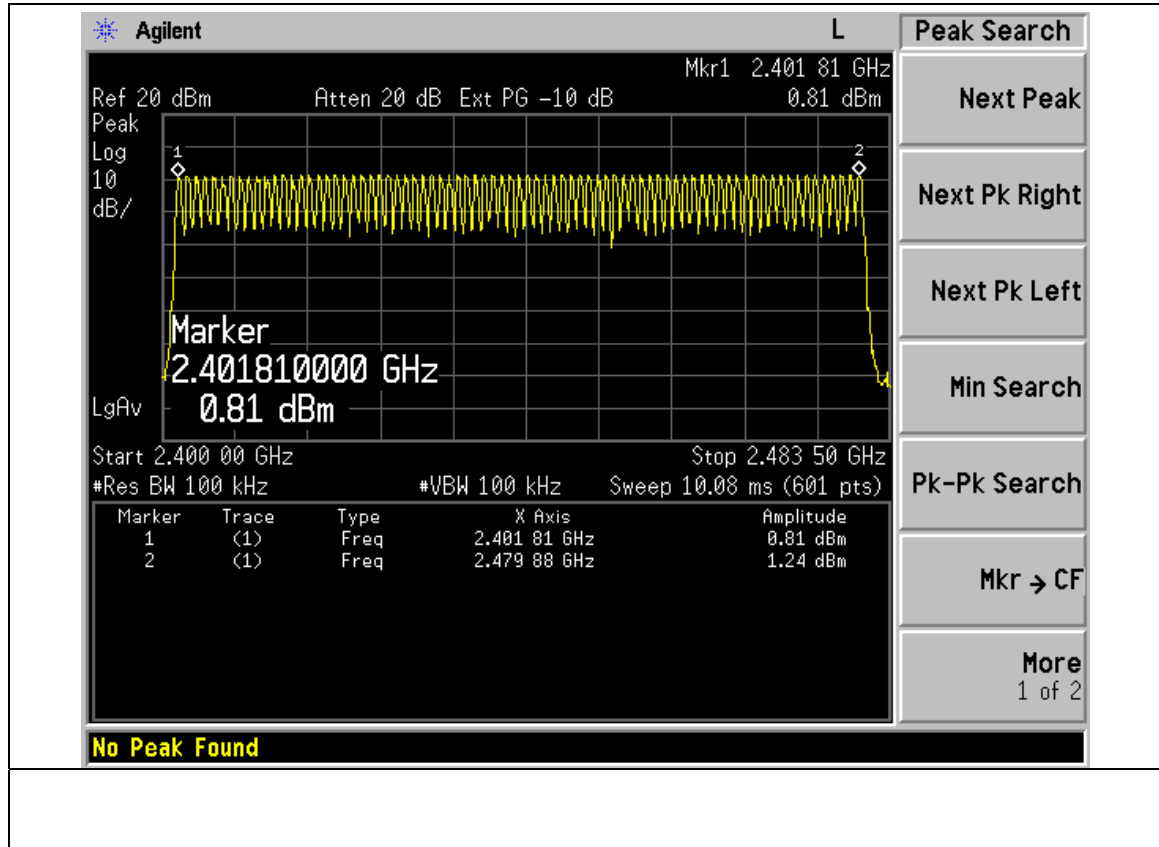 Agilent L Peak Search
Mkr1 2.401 81 GHz
Ref 20 dBm Atten 20 dB Ext PG -10 dB 0.81 dBm
Peak
Log
10
dB/
1
2
Marker
2.401810000 GHz
0.81 dBm
LgAv
Start 2.400 00 GHz Stop 2.483 50 GHz
#Res BW 100 kHz #VBW 100 kHz Sweep 10.08 ms (601 pts)
Marker Trace Type X Axis Amplitude
1 (1) Freq 2.401 81 GHz 0.81 dBm
2 (1) Freq 2.479 88 GHz 1.24 dBm
Next Peak
Next Pk Right
Next Pk Left
Min Search
Pk-Pk Search
Mkr → CF
More
1 of 2
No Peak Found